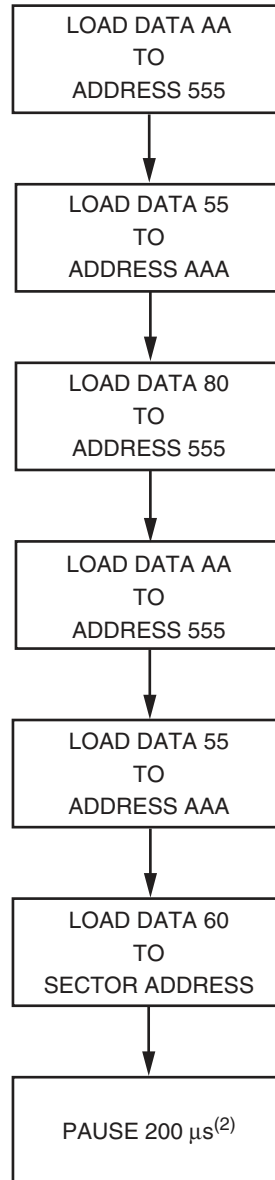 LOAD DATA AA
TO
ADDRESS 555
LOAD DATA 55
TO
ADDRESS AAA
LOAD DATA 80
TO
ADDRESS 555
LOAD DATA AA
TO
ADDRESS 555
LOAD DATA 55
TO
ADDRESS AAA
LOAD DATA 60
TO
SECTOR ADDRESS
PAUSE 200 μs(2)